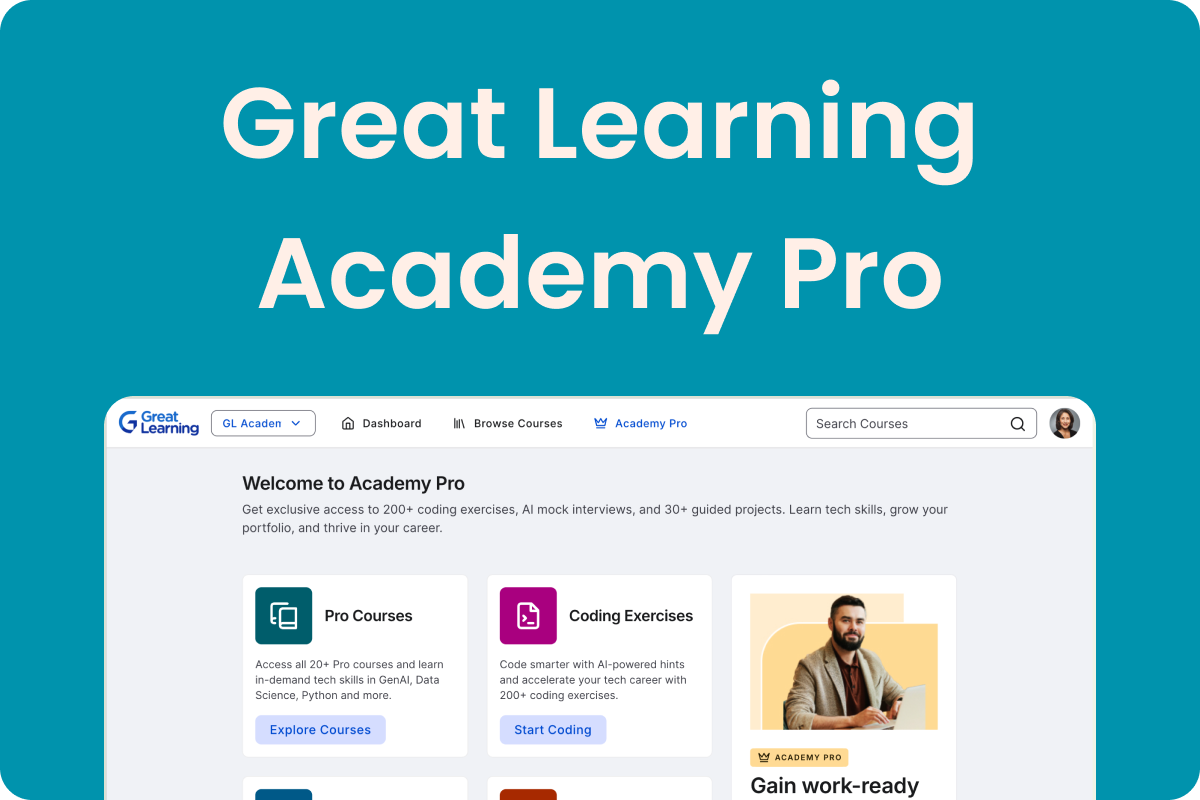 Great Learning
Academy Pro
Great Learning
GL Academ
Dashboard
Browse Courses
Academy Pro
Search Courses
Welcome to Academy Pro
Get exclusive access to 200+ coding exercises, AI mock interviews, and 30+ guided projects. Learn tech skills, grow your
portfolio, and thrive in your career.
Pro Courses
Access all 20+ Pro courses and learn
in-demand tech skills in GenAI, Data
Science, Python and more.
Explore Courses
Coding Exercises
Code smarter with AI-powered hints
and accelerate your tech career with
200+ coding exercises.
Start Coding
ACADEMY PRO
Gain work-ready